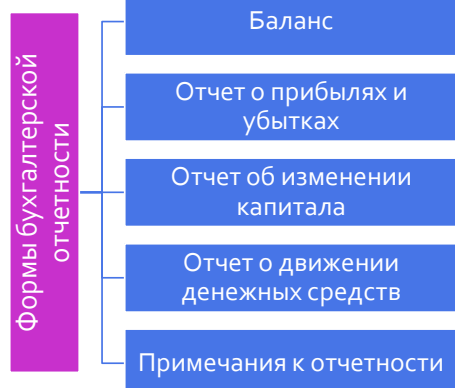 Формы бухгалтерской
отчетности
Баланс
Отчет о прибылях и
убытках
Отчет об изменении
капитала
Отчет о движении
денежных средств
Примечания к отчетности